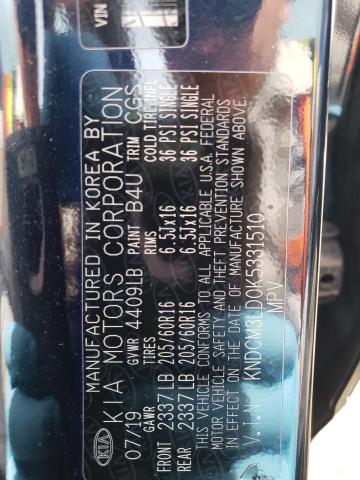 VIN
KIA
MANUFACTURED IN KOREA BY
KIA MOTORS CORPORATION
07/19 GVWR 4409LB PAINT B4U TRIM CGS
GAWR TIRES RIMS COLD TIRE INFL
FRONT 2337 LB 205/60R16 6.5Jx16 36 PSI SINGLE
REAR 2337 LB 205/60R16 6.5Jx16 36 PSI SINGLE
THIS VEHICLE CONFORMS TO ALL APPLICABLE U.S.A. FEDERAL
MOTOR VEHICLE SAFETY AND THEFT PREVENTION STANDARDS
IN EFFECT ON THE DATE OF MANUFACTURE SHOWN ABOVE.
V.I.N KNDCM3LD0K5331510
MPV